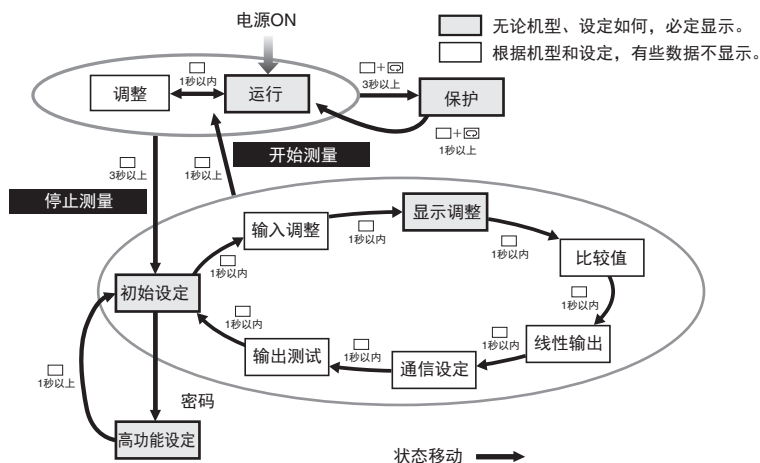 电源ON
无论机型、设定如何，必定显示。
根据机型和设定，有些数据不显示。
调整
1秒以内
运行
3秒以上
保护
1秒以上
开始测量
3秒以上
1秒以上
停止测量
输入调整
1秒以内
显示调整
1秒以内
比较值
1秒以内
初始设定
1秒以内
1秒以内
输出测试
1秒以内
通信设定
1秒以内
线性输出
1秒以上
密码
高功能设定
状态移动